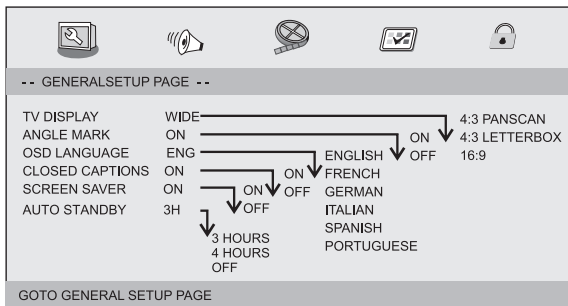 -- GENERALSETUP PAGE --
TV DISPLAY WIDE 4:3 PANSCAN
ANGLE MARK ON ON 4:3 LETTERBOX
OSD LANGUAGE ENG ENGLISH OFF 16:9
CLOSED CAPTIONS ON ON FRENCH
SCREEN SAVER ON ON OFF GERMAN
AUTO STANDBY 3H OFF ITALIAN
SPANISH
3 HOURS PORTUGUESE
4 HOURS
OFF
GOTO GENERAL SETUP PAGE